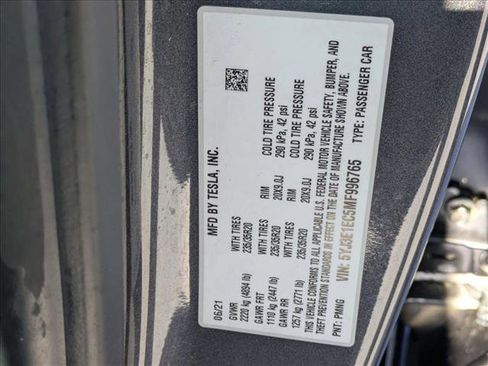 06/21 MFD BY TESLA, INC.
GVWR
2220 kg (4894 lb)
GAWR FRT WITH TIRES RIM COLD TIRE PRESSURE
1110 kg (2447 lb) 235/35R20 20X9.0J 290 kPa, 42 psi
GAWR RR WITH TIRES RIM COLD TIRE PRESSURE
1257 kg (2771 lb) 235/35R20 20X9.0J 290 kPa, 42 psi
THIS VEHICLE CONFORMS TO ALL APPLICABLE U.S. FEDERAL MOTOR VEHICLE SAFETY, BUMPER, AND
THEFT PREVENTION STANDARDS IN EFFECT ON THE DATE OF MANUFACTURE SHOWN ABOVE.
PNT: PMNG VIN: 5YJ3E1EC5MF996765 TYPE: PASSENGER CAR